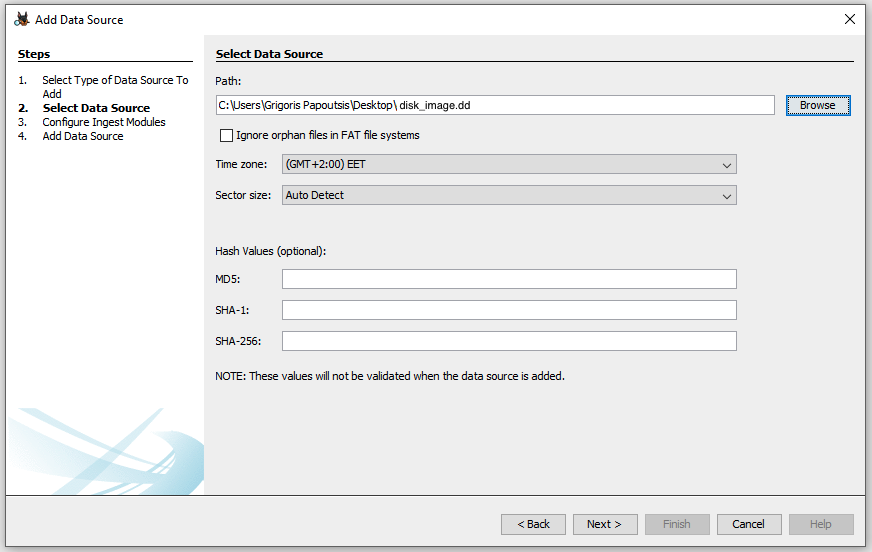 Add Data Source
Steps
1. Select Type of Data Source To
Add
2. Select Data Source
3. Configure Ingest Modules
4. Add Data Source
Select Data Source
Path:
C:\Users\Grigoris Papoutsis\Desktop\ disk_image.dd
Browse
Ignore orphan files in FAT file systems
Time zone: (GMT+2:00) EET
Sector size: Auto Detect
Hash Values (optional):
MD5:
SHA-1:
SHA-256:
NOTE: These values will not be validated when the data source is added.
< Back Next > Finish Cancel Help